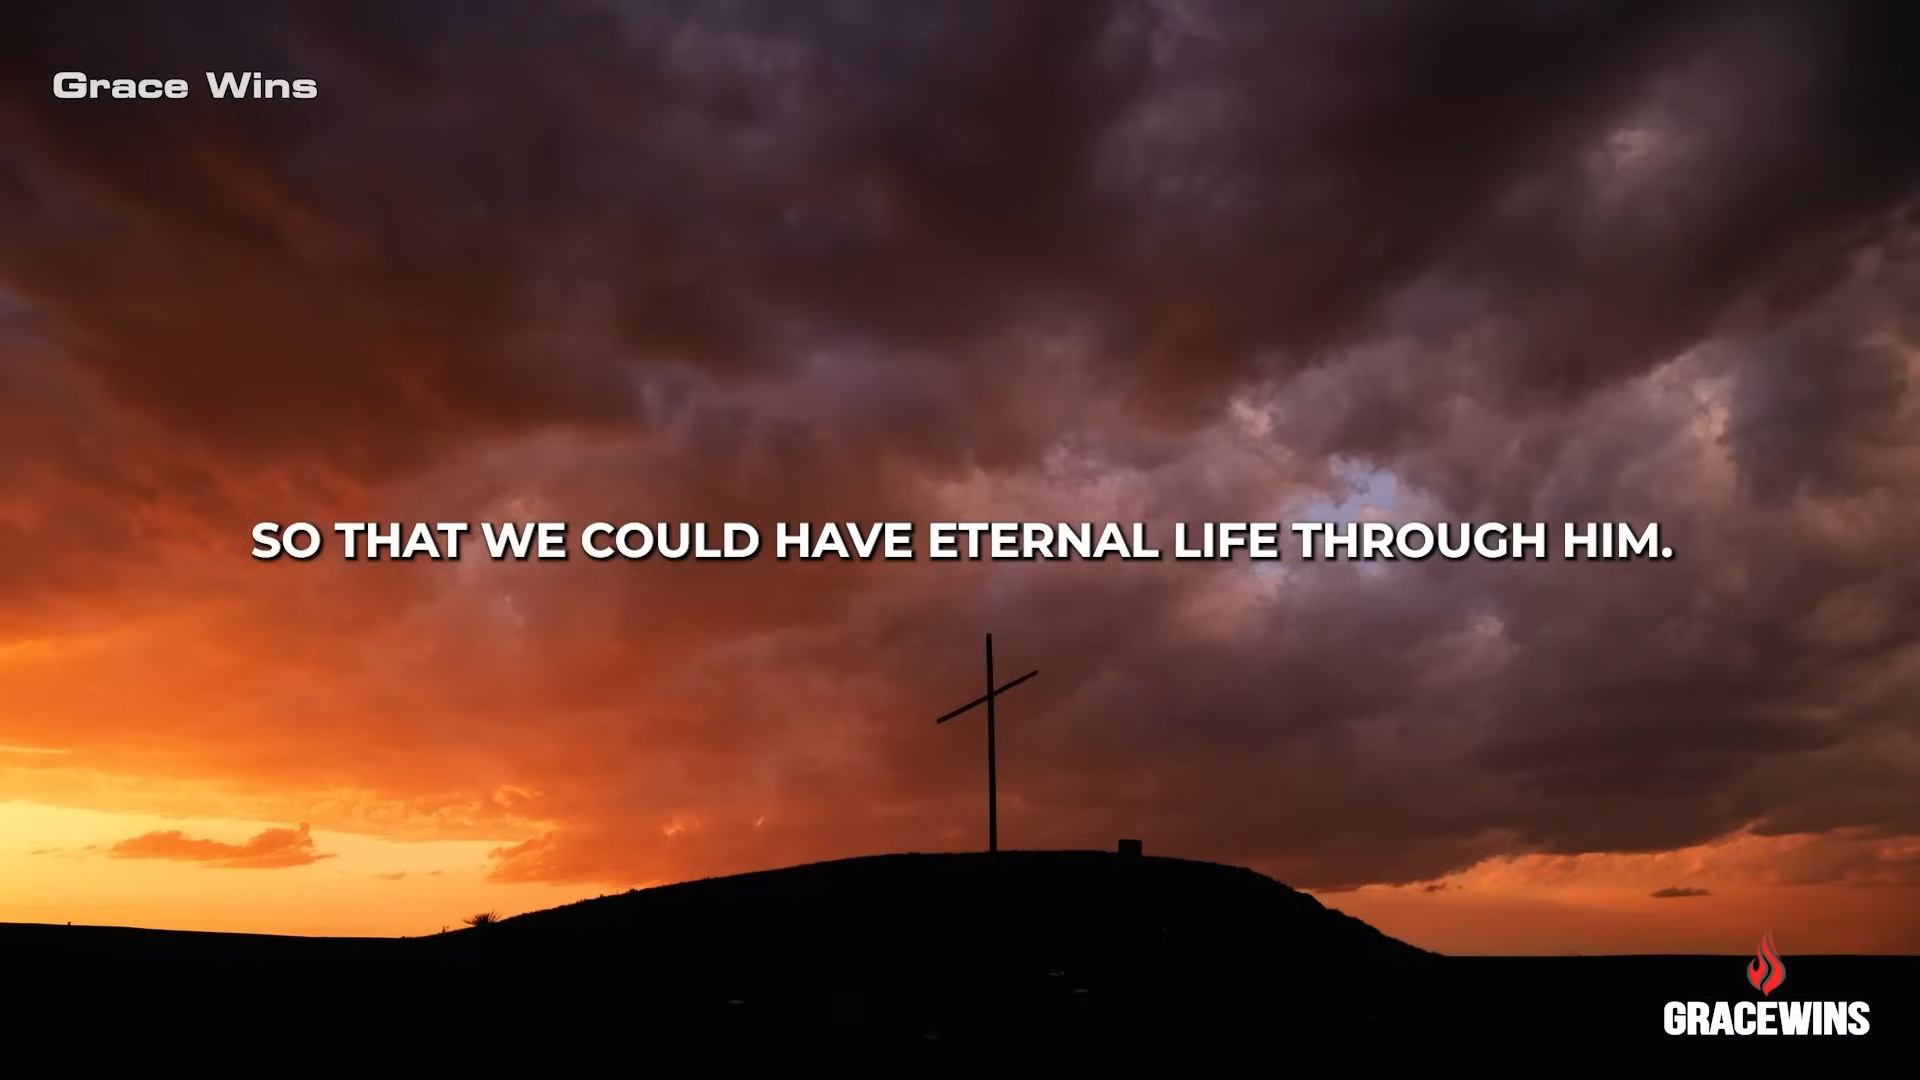 Grace Wins
SO THAT WE COULD HAVE ETERNAL LIFE THROUGH HIM.
GRACEWINS